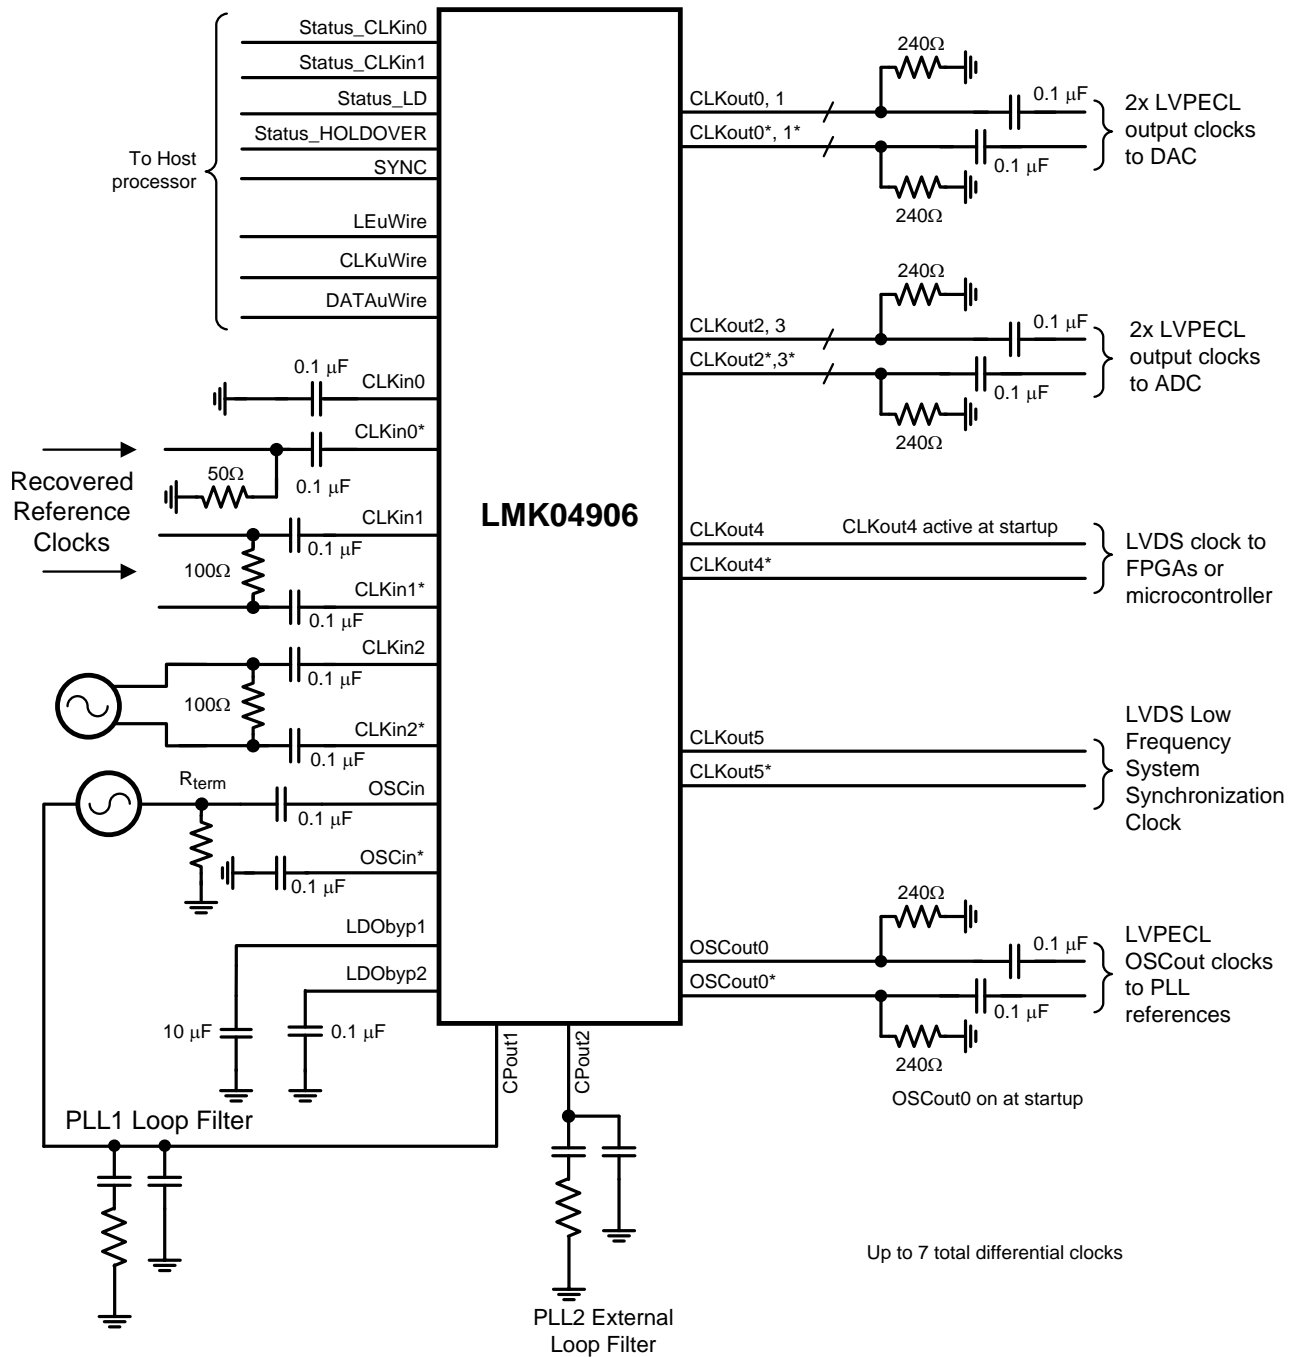 Status_CLKin0
Status_CLKin1
Status_LD
Status_HOLDOVER
SYNC
LEuWire
CLKuWire
DATAuWire
To Host
processor
0.1 µF
CLKin0
CLKin0*
0.1 µF
50Ω
Recovered
Reference
Clocks
CLKin1
0.1 µF
100Ω
CLKin1*
0.1 µF
CLKin2
0.1 µF
100Ω
CLKin2*
0.1 µF
Rterm
OSCin
0.1 µF
OSCin*
0.1 µF
LDObyp1
LDObyp2
10 µF
0.1 µF
PLL1 Loop Filter
CPout1
CPout2
PLL2 External
Loop Filter
LMK04906
240Ω
CLKout0, 1
0.1 µF
CLKout0*, 1*
0.1 µF
240Ω
2x LVPECL
output clocks
to DAC
240Ω
CLKout2, 3
0.1 µF
CLKout2*,3*
0.1 µF
240Ω
2x LVPECL
output clocks
to ADC
CLKout4
CLKout4 active at startup
CLKout4*
LVDS clock to
FPGAs or
microcontroller
CLKout5
CLKout5*
LVDS Low
Frequency
System
Synchronization
Clock
240Ω
OSCout0
0.1 µF
OSCout0*
0.1 µF
240Ω
LVPECL
OSCout clocks
to PLL
references
OSCout0 on at startup
Up to 7 total differential clocks